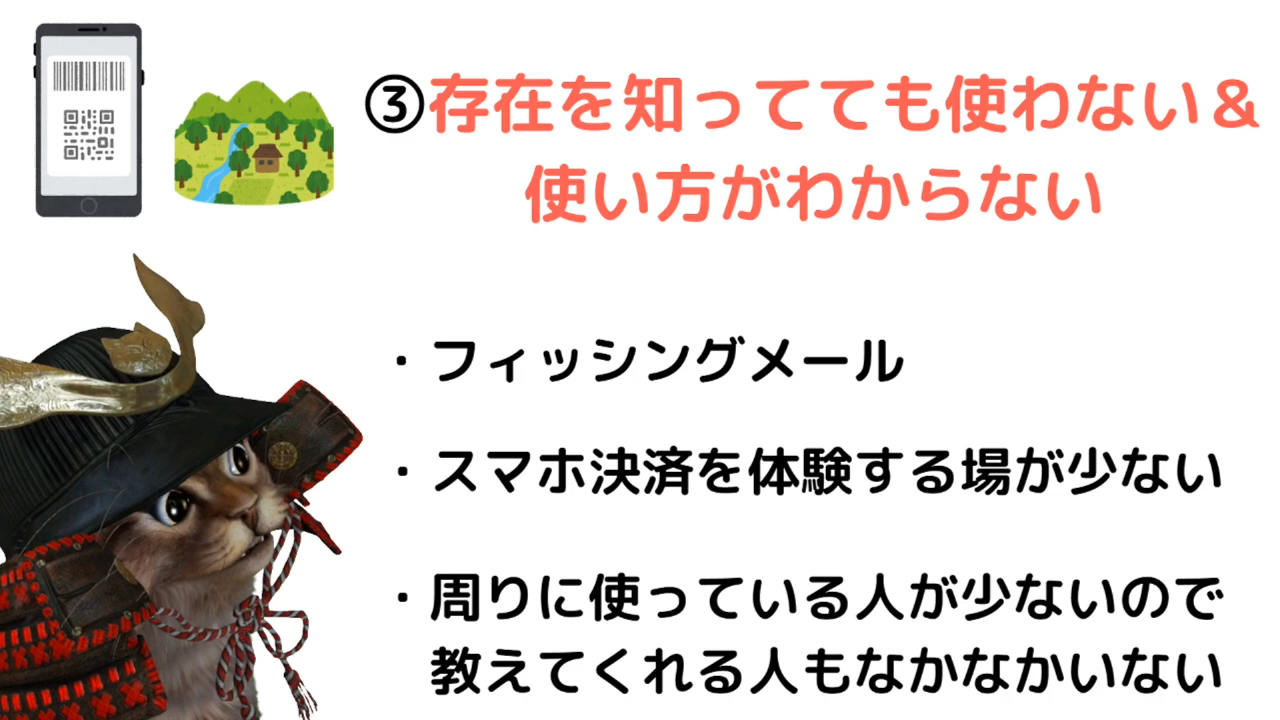 ③存在を知ってても使わない＆
使い方がわからない
・フィッシングメール
・スマホ決済を体験する場が少ない
・周りに使っている人が少ないので
教えてくれる人もなかなかいない